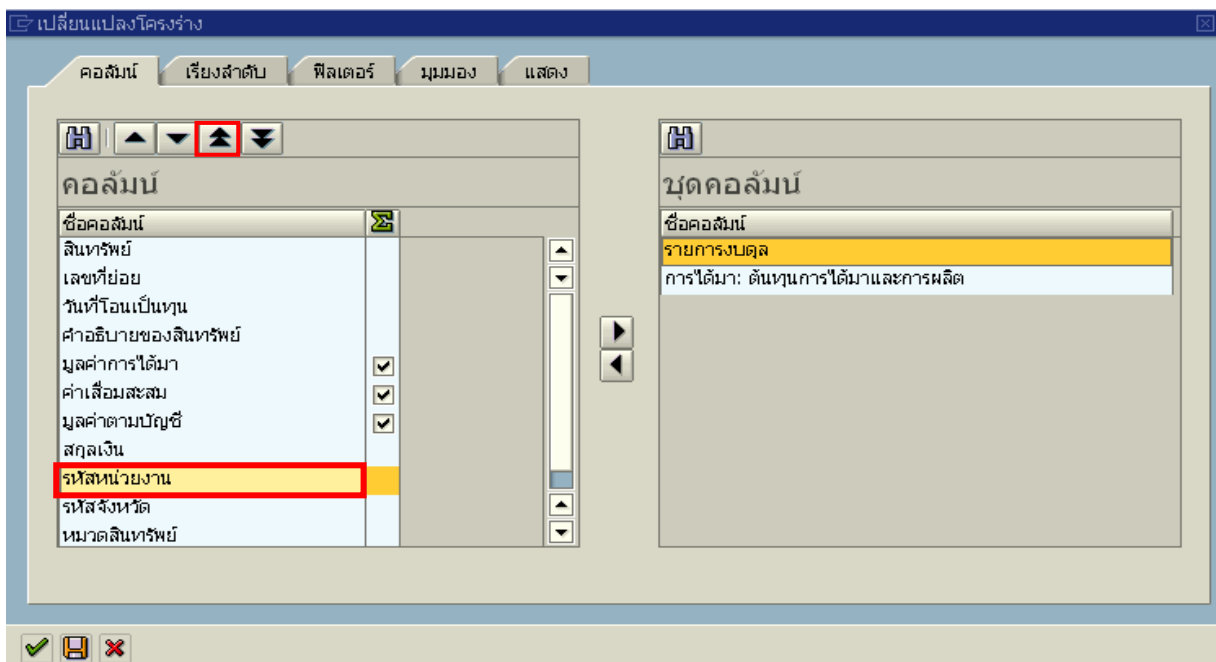 เปลี่ยนแปลงโครงร่าง
คอลัมน์ เรียงลำดับ ฟิลเตอร์ มุมมอง แสดง
คอลัมน์
ชื่อคอลัมน์
สินทรัพย์
เลขที่ย่อย
วันที่โอนเป็นทุน
คำอธิบายของสินทรัพย์
มูลค่าการได้มา
ค่าเสื่อมสะสม
มูลค่าตามบัญชี
สกุลเงิน
รหัสหน่วยงาน
รหัสจังหวัด
หมวดสินทรัพย์
ชุดคอลัมน์
ชื่อคอลัมน์
รายการงบดุล
การได้มา: ต้นทุนการได้มาและการผลิต